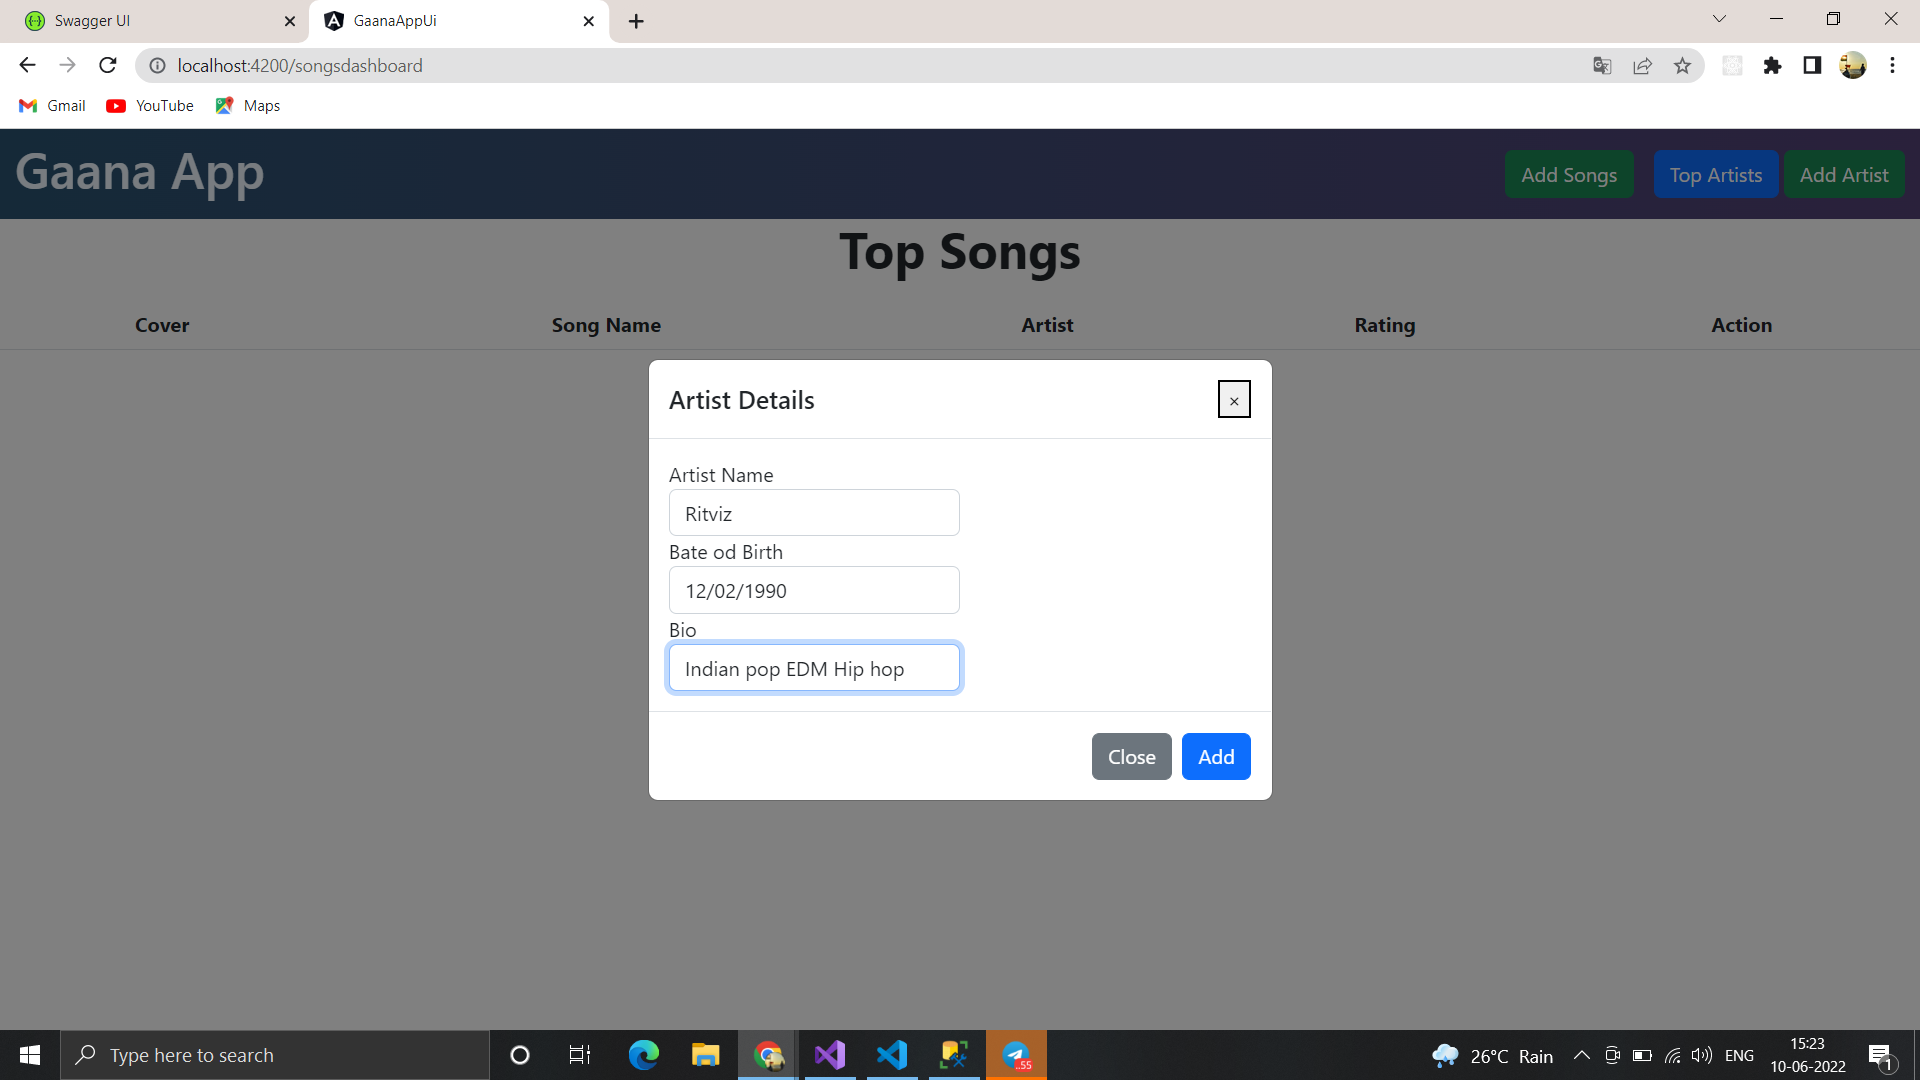 Swagger UI
GaanaAppUi
localhost:4200/songsdashboard
Gmail
YouTube
Maps
Gaana App
Add Songs
Top Artists
Add Artist
Top Songs
Cover
Song Name
Artist
Rating
Action
Artist Details
×
Artist Name
Ritviz
Bate od Birth
12/02/1990
Bio
Indian pop EDM Hip hop
Close
Add
Type here to search
..55
26°C Rain
ENG
15:23
10-06-2022
1